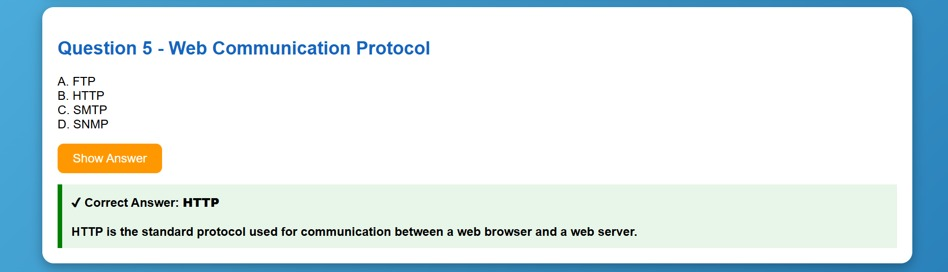 Question 5 - Web Communication Protocol
A. FTP
B. HTTP
C. SMTP
D. SNMP
Show Answer
✔ Correct Answer: HTTP
HTTP is the standard protocol used for communication between a web browser and a web server.